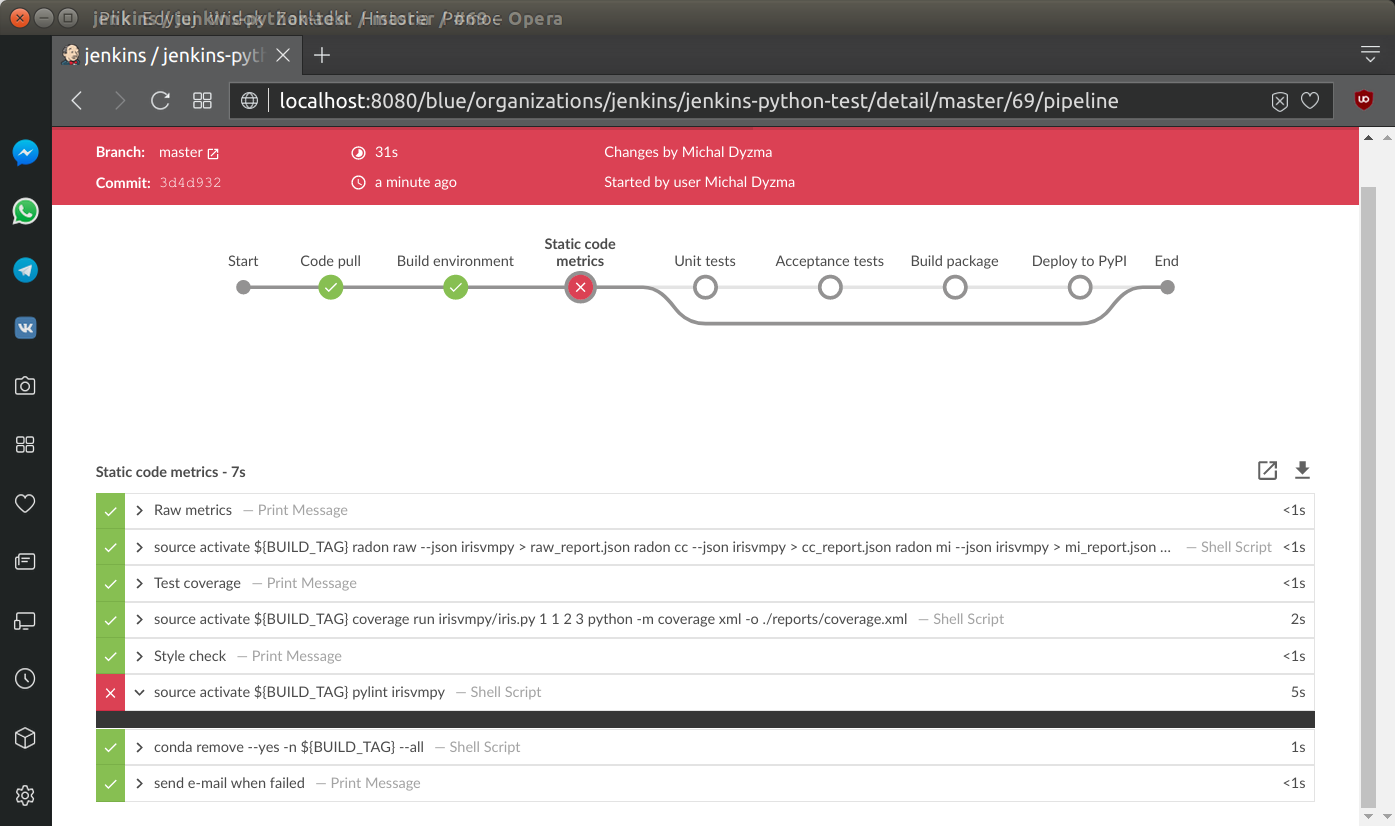 jenkins / jenkins-pyth
localhost:8080/blue/organizations/jenkins/jenkins-python-test/detail/master/69/pipeline
Branch: master 31s Changes by Michal Dyzma
Commit: 3d4d932 a minute ago Started by user Michal Dyzma
Start Code pull Build environment Static code metrics Unit tests Acceptance tests Build package Deploy to PyPI End
Static code metrics - 7s
Raw metrics — Print Message <1s
source activate ${BUILD_TAG} radon raw --json irisvmpy > raw_report.json radon cc --json irisvmpy > cc_report.json radon mi --json irisvmpy > mi_report.json ... — Shell Script <1s
Test coverage — Print Message <1s
source activate ${BUILD_TAG} coverage run irisvmpy/iris.py 1 1 2 3 python -m coverage xml -o ./reports/coverage.xml — Shell Script 2s
Style check — Print Message <1s
source activate ${BUILD_TAG} pylint irisvmpy — Shell Script 5s
conda remove --yes -n ${BUILD_TAG} --all — Shell Script 1s
send e-mail when failed — Print Message <1s